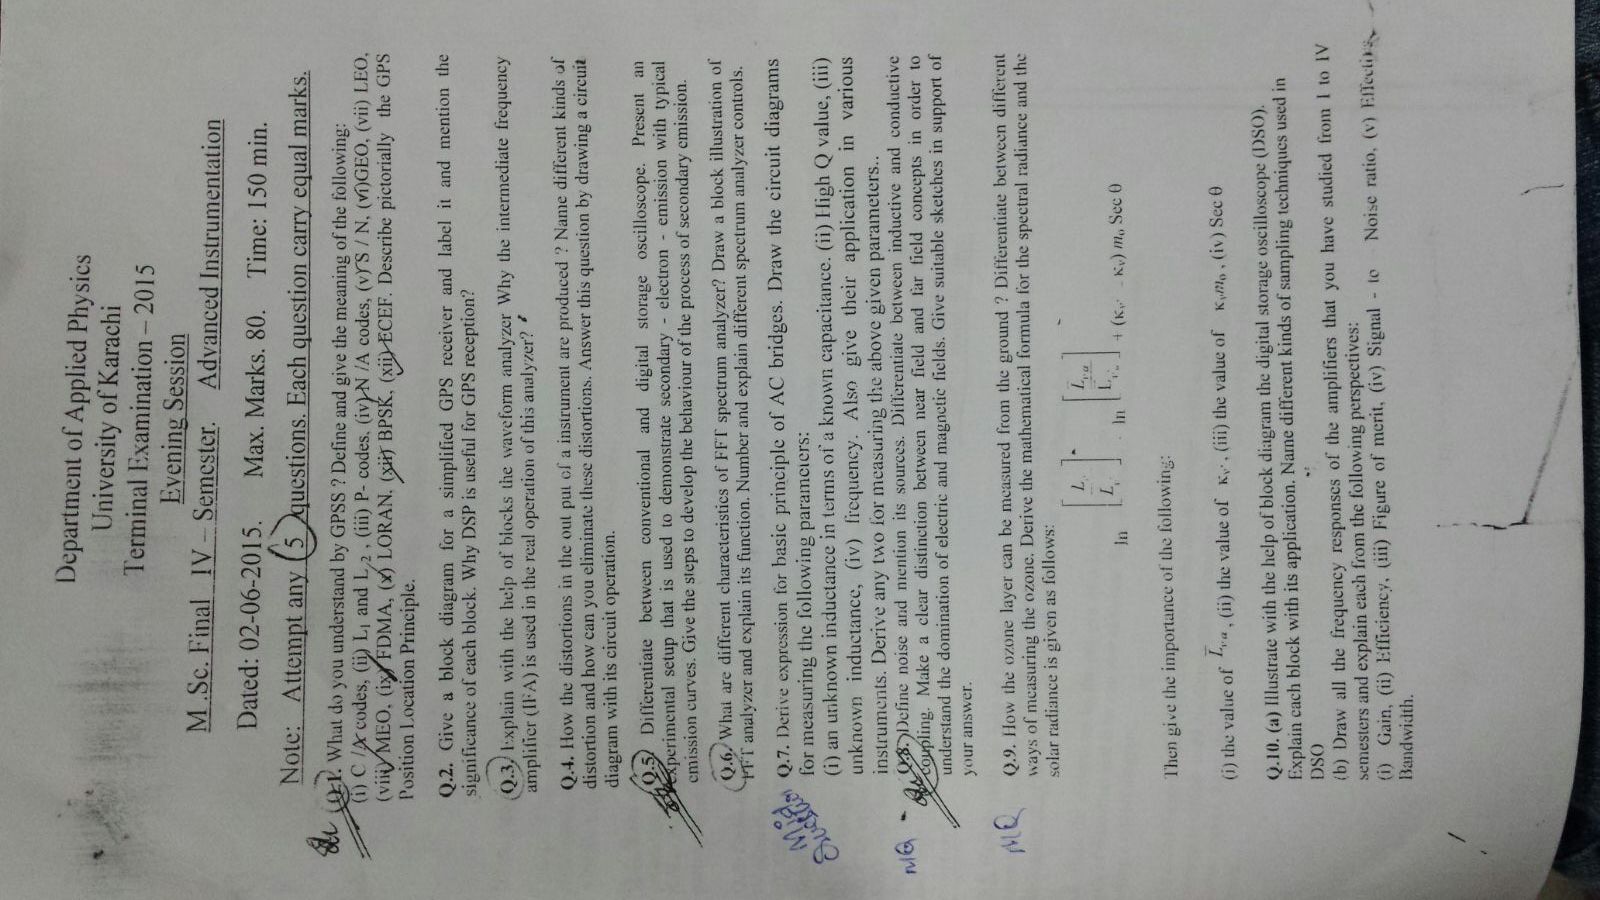 Department of Applied Physics
University of Karachi
Terminal Examination – 2015
Evening Session
M .Sc. Final IV – Semester. Advanced Instrumentation
Dated: 02-06-2015. Max. Marks. 80. Time: 150 min.
Note: Attempt any 5 questions. Each question carry equal marks.
Q.1. What do you understand by GPSS ? Define and give the meaning of the following:
(i) C /A codes, (ii) L1 and L 2 , (iii) P- codes, (iv) N /A codes, (v) S / N, (vi)GEO, (vii) LEO,
(viii) MEO, (ix) FDMA, (x) LORAN, (xii) BPSK, (xii) ECEF. Describe pictorially the GPS
Position Location Principle.
Q.2. Give a block diagram for a simplified GPS receiver and label it and mention the
significance of each block. Why DSP is useful for GPS reception?
Q.3. Explain with the help of blocks the waveform analyzer Why the intermediate frequency
amplifier (IFA) is used in the real operation of this analyzer?
Q.4. How the distortions in the out put of a instrument are produced ? Name different kinds of
distortion and how can you eliminate these distortions. Answer this question by drawing a circuit
diagram with its circuit operation.
Q.5 Differentiate between conventional and digital storage oscilloscope. Present an
experimental setup that is used to demonstrate secondary - electron - emission with typical
emission curves. Give the steps to develop the behaviour of the process of secondary emission.
Q.6. What are different characteristics of FFT spectrum analyzer? Draw a block illustration of
FFT analyzer and explain its function. Number and explain different spectrum analyzer controls.
Mid
Question
Q.7. Derive expression for basic principle of AC bridges. Draw the circuit diagrams
for measuring the following parameters:
(i) an unknown inductance in terms of a known capacitance. (ii) High Q value, (iii)
unknown inductance, (iv) frequency. Also give their application in various
instruments. Derive any two for measuring the above given parameters..
MQ
Q.8. Define noise and mention its sources. Differentiate between inductive and conductive
coupling. Make a clear distinction between near field and far field concepts in order to
understand the domination of electric and magnetic fields. Give suitable sketches in support of
your answer.
MQ
Q.9. How the ozone layer can be measured from the ground ? Differentiate between different
ways of measuring the ozone. Derive the mathematical formula for the spectral radiance and the
solar radiance is given as follows:
ln [L / L] ln [L̅να / L̅] + (κν' – κν) mo Sec θ
Then give the importance of the following:
(i) the value of L̅να , (ii) the value of κν' , (iii) the value of κνmo , (iv) Sec θ
Q.10. (a) Illustrate with the help of block diagram the digital storage oscilloscope (DSO).
Explain each block with its application. Name different kinds of sampling techniques used in
DSO
(b) Draw all the frequency responses of the amplifiers that you have studied from I to IV
semesters and explain each from the following perspectives:
(i) Gain, (ii) Efficiency, (iii) Figure of merit, (iv) Signal - to Noise ratio, (v) Effective
Bandwidth.